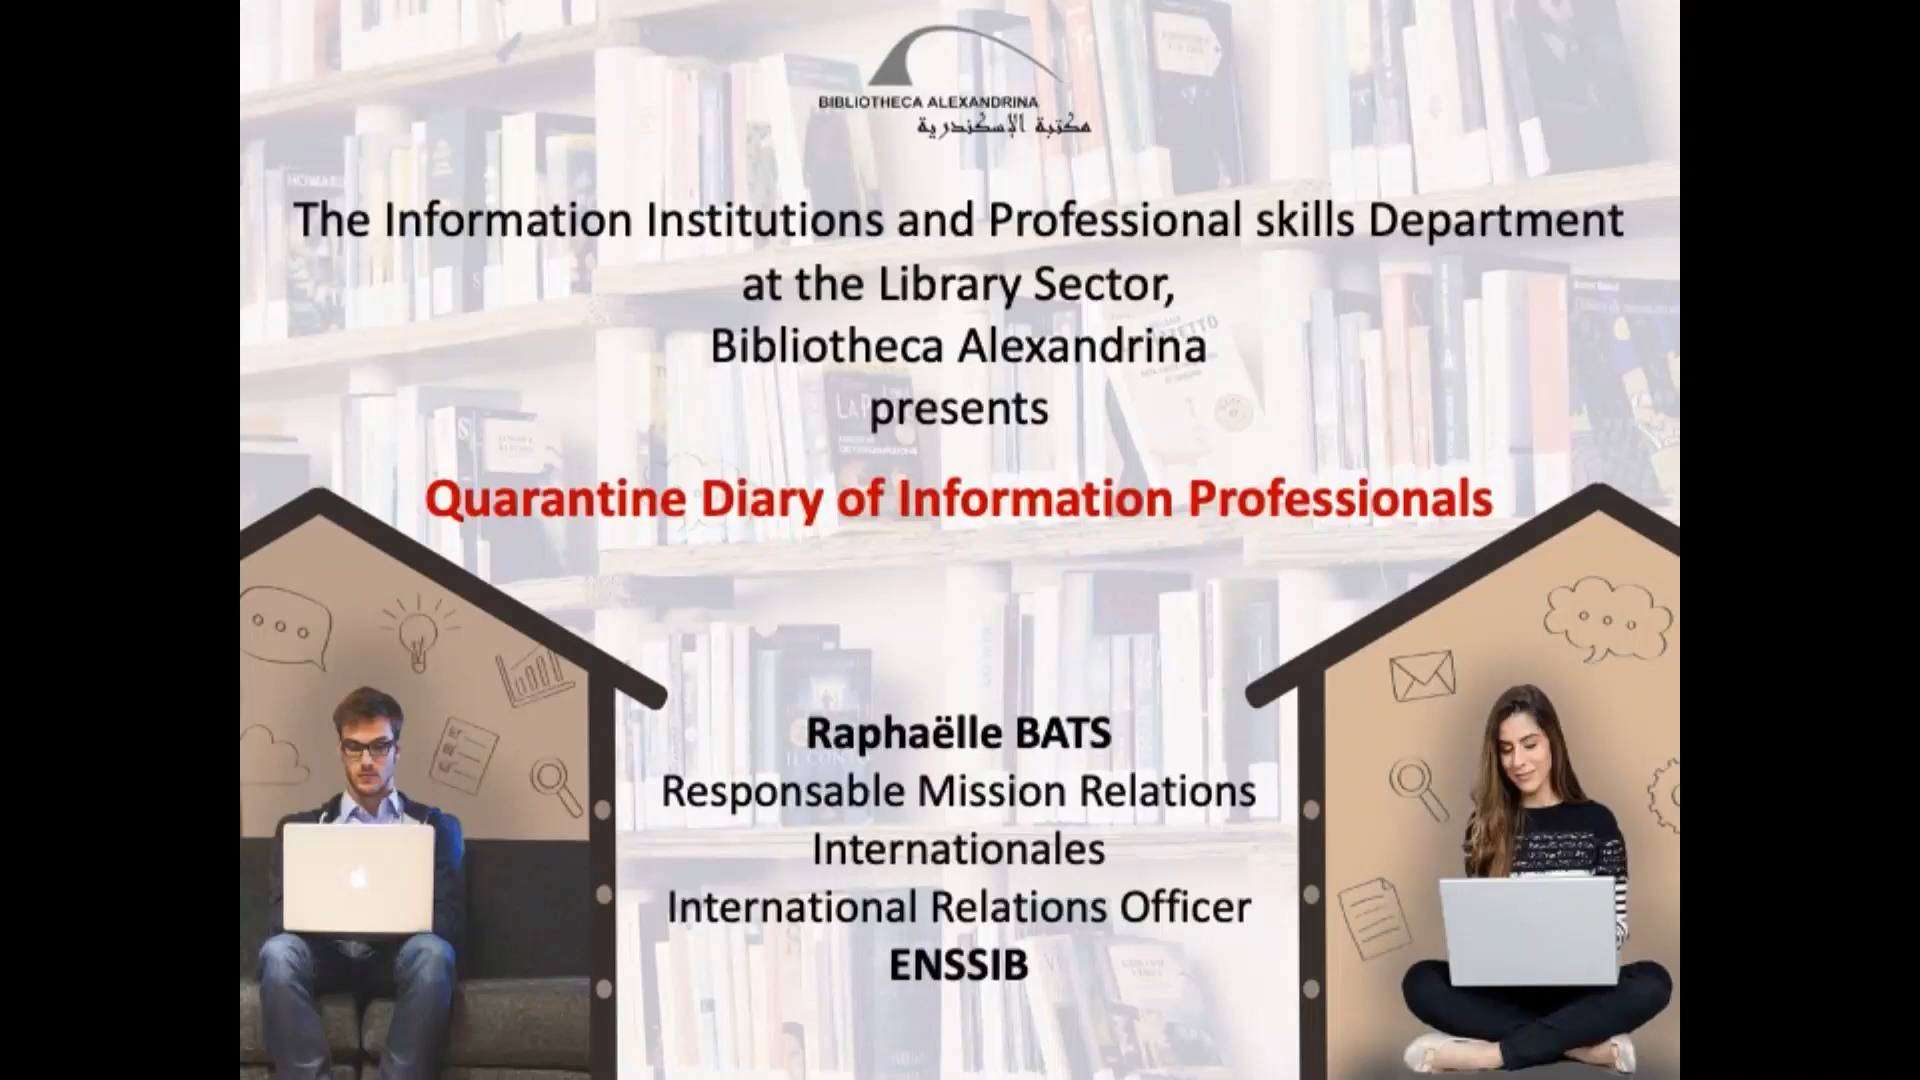 BIBLIOTHECA ALEXANDRINA
مكتبة الإسكندرية
The Information Institutions and Professional skills Department
at the Library Sector,
Bibliotheca Alexandrina
presents
Quarantine Diary of Information Professionals
Raphaëlle BATS
Responsable Mission Relations
Internationales
International Relations Officer
ENSSIB